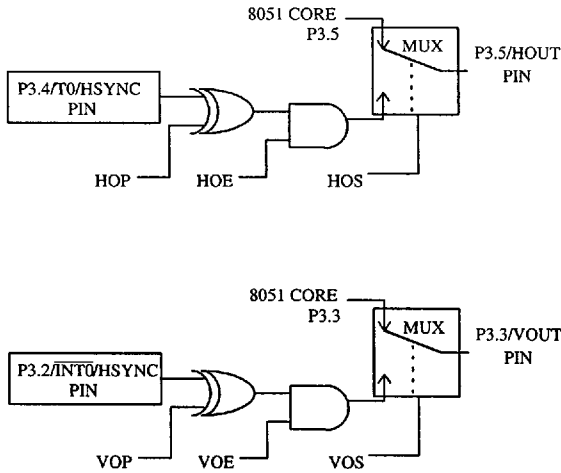 8051 CORE
P3.5
MUX
P3.5/HOUT
PIN
P3.4/T0/HSYNC
PIN
HOP
HOE
HOS
8051 CORE
P3.3
MUX
P3.3/VOUT
PIN
P3.2/INT0/HSYNC
PIN
VOP
VOE
VOS